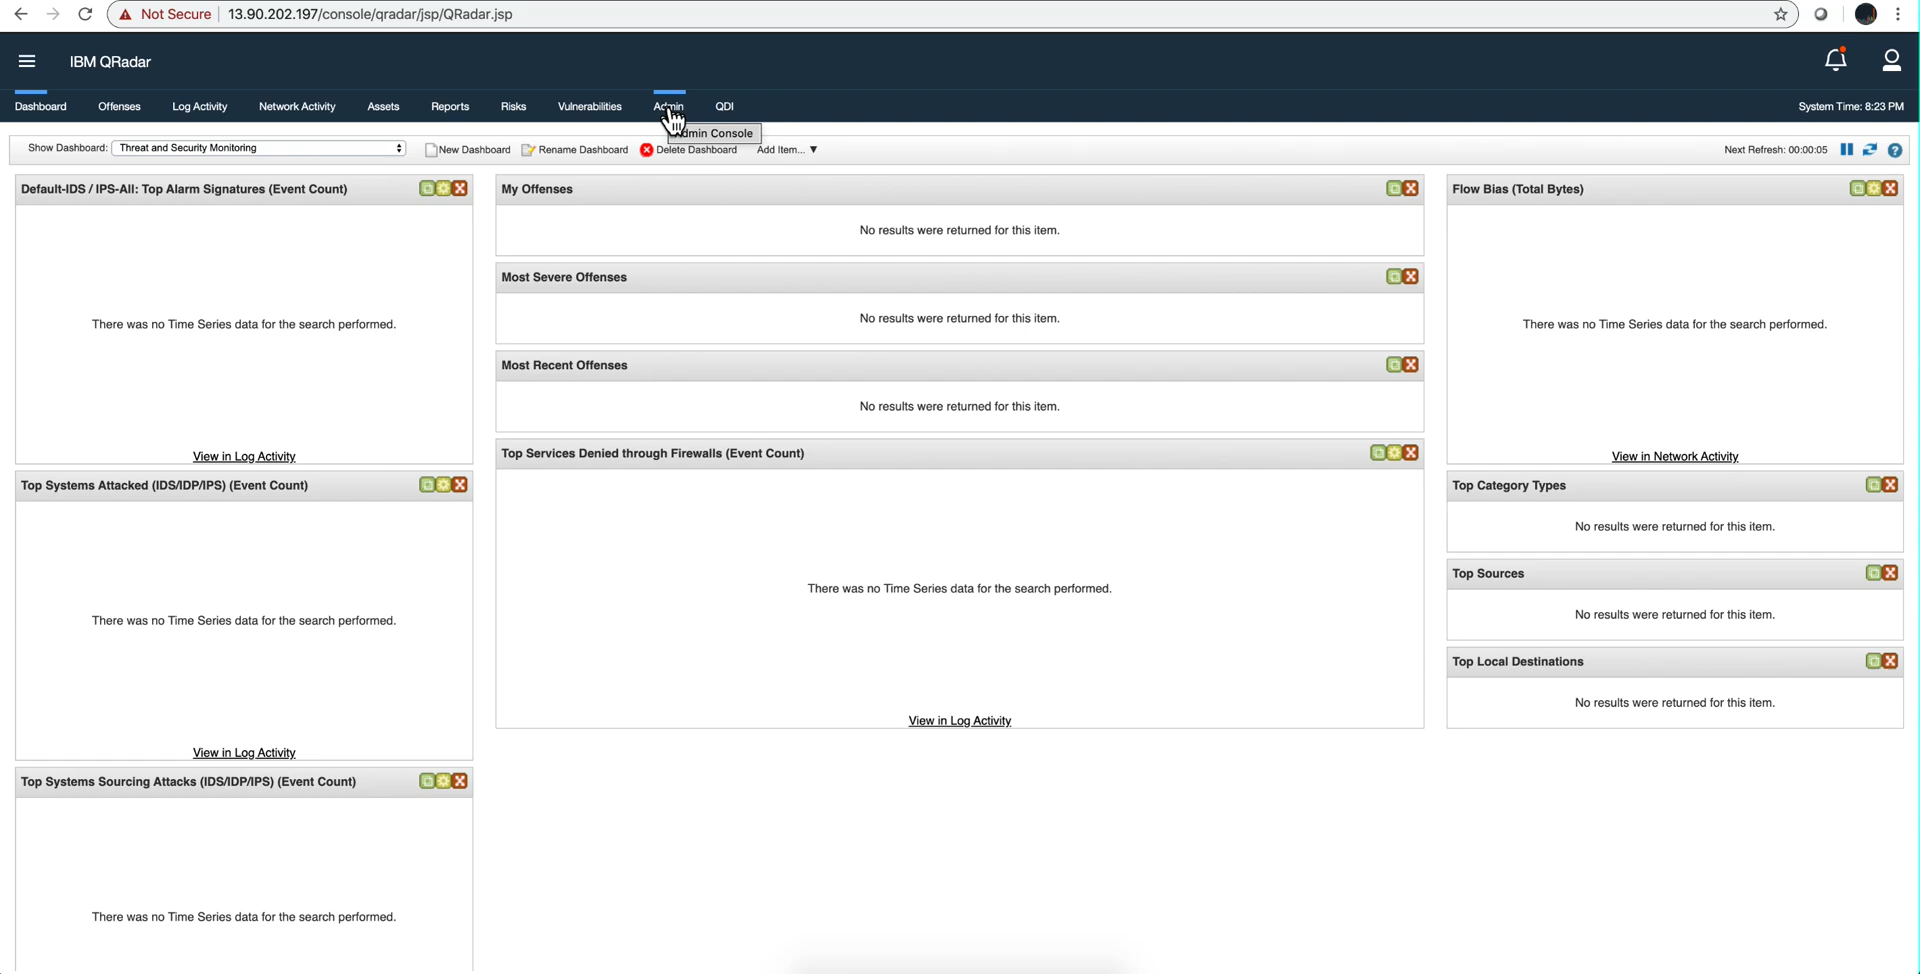 Not Secure
13.90.202.197/console/qradar/jsp/QRadar.jsp
IBM QRadar
Dashboard
Offenses
Log Activity
Network Activity
Assets
Reports
Risks
Vulnerabilities
Admin
QDI
System Time: 8:23 PM
Admin Console
Show Dashboard:
Threat and Security Monitoring
New Dashboard
Rename Dashboard
Delete Dashboard
Add Item... ▼
Next Refresh: 00:00:05
Default-IDS / IPS-All: Top Alarm Signatures (Event Count)
There was no Time Series data for the search performed.
View in Log Activity
Top Systems Attacked (IDS/IDP/IPS) (Event Count)
There was no Time Series data for the search performed.
View in Log Activity
Top Systems Sourcing Attacks (IDS/IDP/IPS) (Event Count)
There was no Time Series data for the search performed.
My Offenses
No results were returned for this item.
Most Severe Offenses
No results were returned for this item.
Most Recent Offenses
No results were returned for this item.
Top Services Denied through Firewalls (Event Count)
There was no Time Series data for the search performed.
View in Log Activity
Flow Bias (Total Bytes)
There was no Time Series data for the search performed.
View in Network Activity
Top Category Types
No results were returned for this item.
Top Sources
No results were returned for this item.
Top Local Destinations
No results were returned for this item.